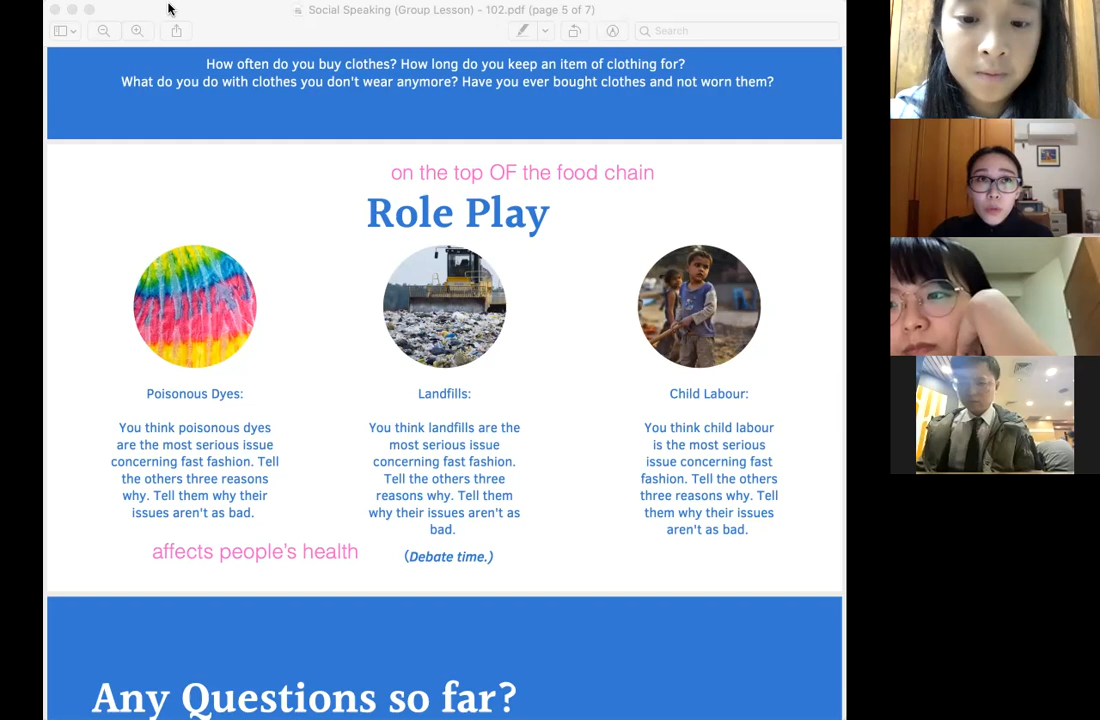 Social Speaking (Group Lesson) - 102.pdf (page 5 of 7)
Search
How often do you buy clothes? How long do you keep an item of clothing for?
What do you do with clothes you don't wear anymore? Have you ever bought clothes and not worn them?
on the top OF the food chain
Role Play
Poisonous Dyes:
You think poisonous dyes
are the most serious issue
concerning fast fashion. Tell
the others three reasons
why. Tell them why their
issues aren't as bad.
affects people's health
Landfills:
You think landfills are the
most serious issue
concerning fast fashion.
Tell the others three
reasons why. Tell them
why their issues aren't as
bad.
(Debate time.)
Child Labour:
You think child labour
is the most serious
issue concerning fast
fashion. Tell the others
three reasons why. Tell
them why their issues
aren't as bad.
Any Questions so far?